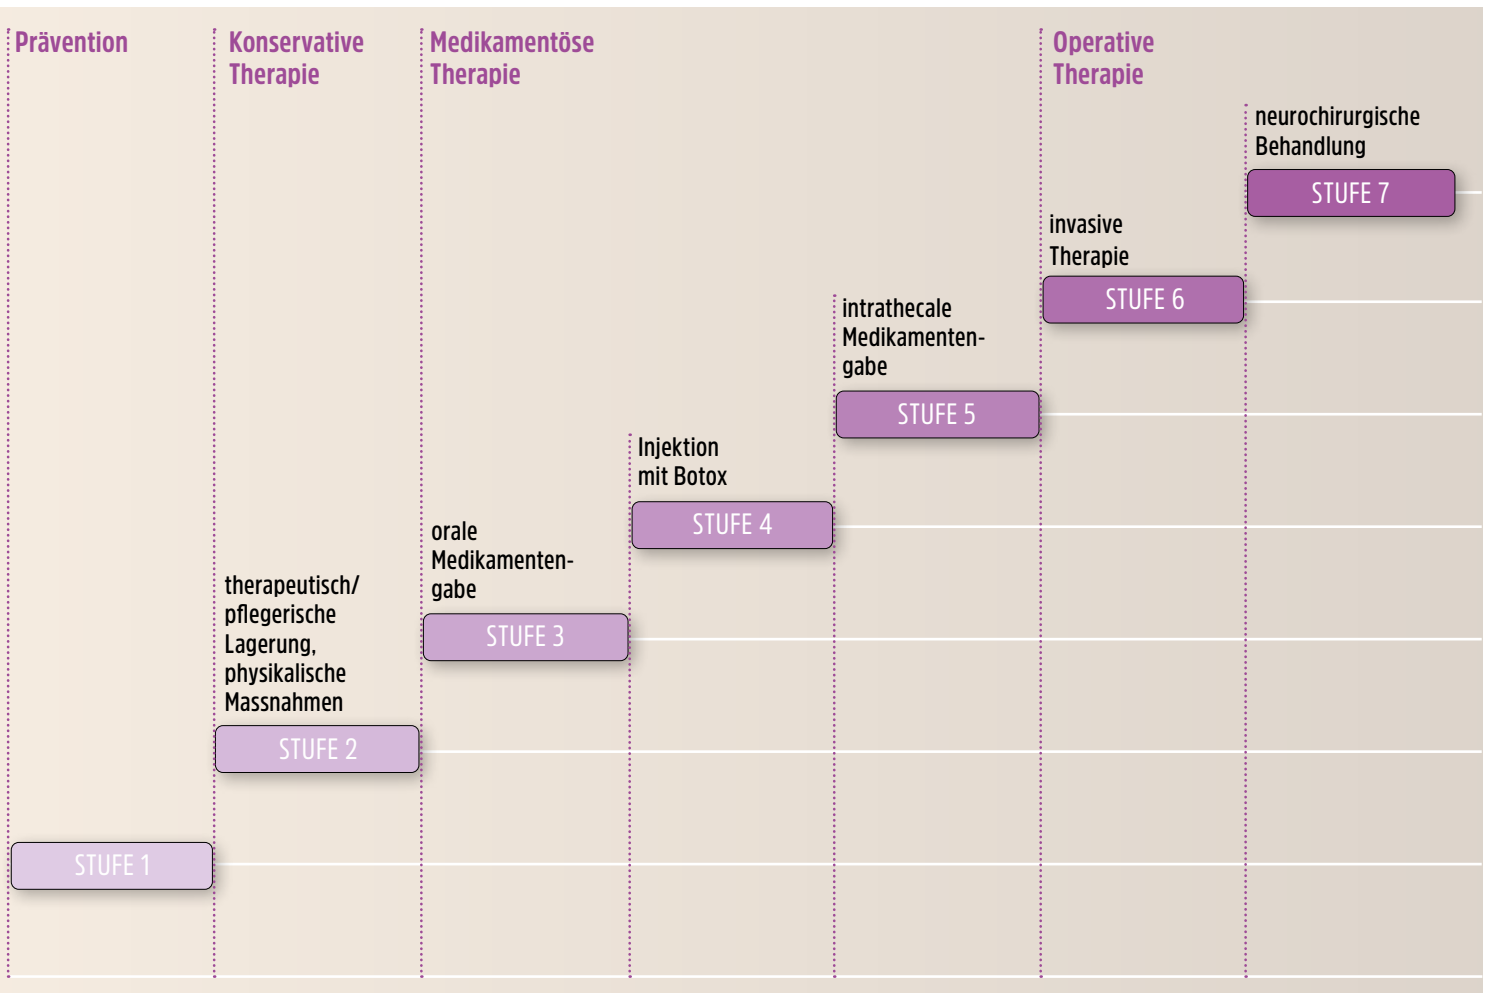 Prävention
Konservative
Therapie
Medikamentöse
Therapie
Operative
Therapie
neurochirurgische
Behandlung
STUFE 7
invasive
Therapie
STUFE 6
intrathecale
Medikamenten-
gabe
STUFE 5
Injektion
mit Botox
STUFE 4
orale
Medikamenten-
gabe
STUFE 3
therapeutisch/
pflegerische
Lagerung,
physikalische
Massnahmen
STUFE 2
STUFE 1